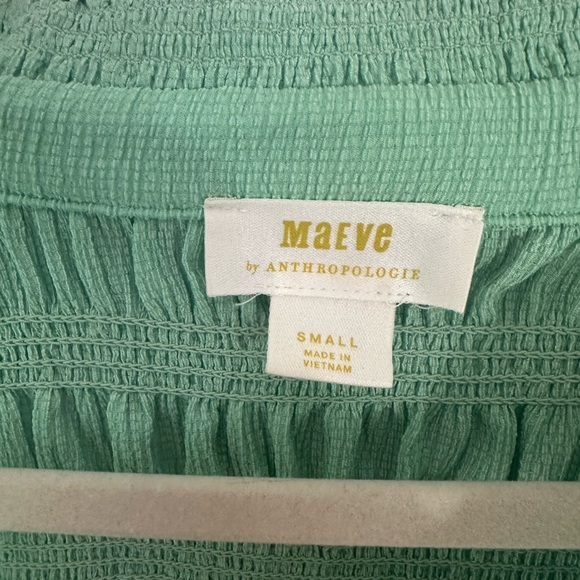 MaEve
by ANTHROPOLOGIE
SMALL
MADE IN
VIETNAM